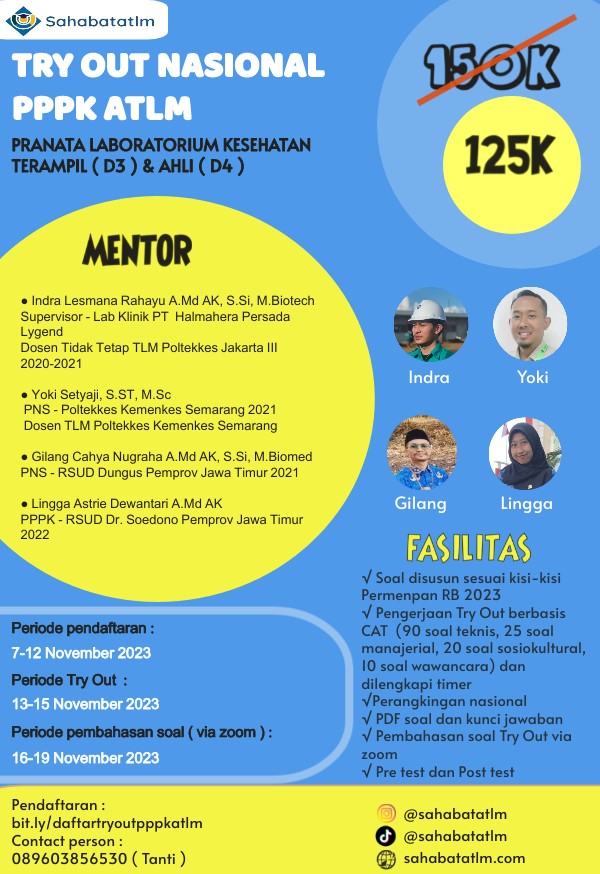 Sahabatatlm
TRY OUT NASIONAL
PPPK ATLM
PRANATA LABORATORIUM KESEHATAN
TERAMPIL ( D3 ) & AHLI ( D4 )
150K
125K
MENTOR
● Indra Lesmana Rahayu A.Md AK, S.Si, M.Biotech
Supervisor - Lab Klinik PT Halmahera Persada
Lygend
Dosen Tidak Tetap TLM Poltekkes Jakarta III
2020-2021
● Yoki Setyaji, S.ST, M.Sc
PNS - Poltekkes Kemenkes Semarang 2021
Dosen TLM Poltekkes Kemenkes Semarang
● Gilang Cahya Nugraha A.Md AK, S.Si, M.Biomed
PNS - RSUD Dungus Pemprov Jawa Timur 2021
● Lingga Astrie Dewantari A.Md AK
PPPK - RSUD Dr. Soedono Pemprov Jawa Timur
2022
Indra
Yoki
Gilang
Lingga
FASILITAS
√ Soal disusun sesuai kisi-kisi
Permenpan RB 2023
√ Pengerjaan Try Out berbasis
CAT (90 soal teknis, 25 soal
manajerial, 20 soal sosiokultural,
10 soal wawancara) dan
dilengkapi timer
√Perangkingan nasional
√ PDF soal dan kunci jawaban
√ Pembahasan soal Try Out via
zoom
√ Pre test dan Post test
Periode pendaftaran :
7-12 November 2023
Periode Try Out :
13-15 November 2023
Periode pembahasan soal ( via zoom ) :
16-19 November 2023
Pendaftaran :
bit.ly/daftartryoutpppkatlm
Contact person :
089603856530 ( Tanti )
@sahabatatlm
@sahabatatlm
sahabatatlm.com